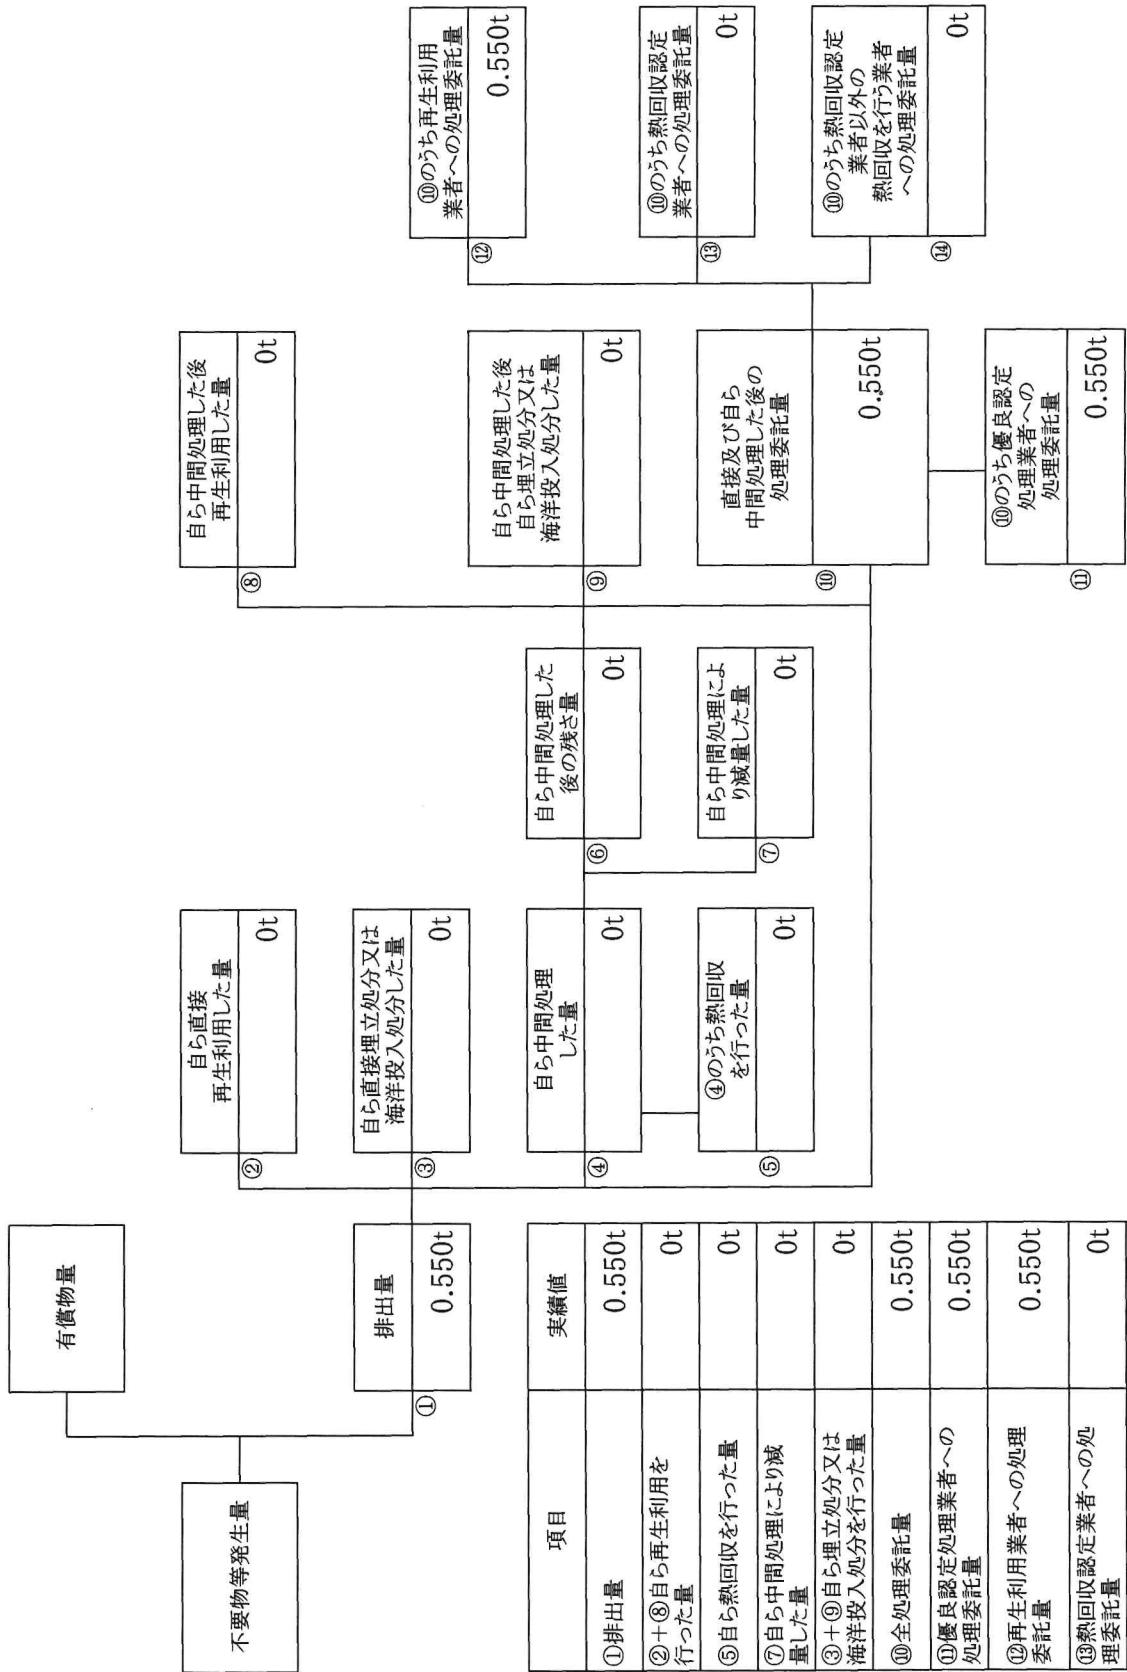 不要物等発生量
有償物量
①
排出量
0.550t
②
自ら直接
再生利用した量
0t
③
自ら直接埋立処分又は
海洋投入処分した量
0t
④
自ら中間処理
した量
0t
⑤
④のうち熱回収
を行った量
0t
⑥
自ら中間処理した
後の残さ量
0t
⑦
自ら中間処理によ
り減量した量
0t
⑧
自ら中間処理した後
再生利用した量
0t
⑨
自ら中間処理した後
自ら埋立処分又は
海洋投入処分した量
0t
⑩
直接及び自ら
中間処理した後の
処理委託量
0.550t
⑪
⑩のうち優良認定
処理業者への
処理委託量
0.550t
⑫
⑩のうち再生利用
業者への処理委託量
0.550t
⑬
⑩のうち熱回収認定
業者への処理委託量
0t
⑭
⑩のうち熱回収認定
業者以外の
熱回収を行う業者
への処理委託量
0t
項目 実績値
①排出量 0.550t
②+⑧自ら再生利用を
行った量 0t
⑤自ら熱回収を行った量 0t
⑦自ら中間処理により減
量した量 0t
③+⑨自ら埋立処分又は
海洋投入処分を行った量 0t
⑩全処理委託量 0.550t
⑪優良認定処理業者への
処理委託量 0.550t
⑫再生利用業者への処理
委託量 0.550t
⑬熱回収認定業者への処
理委託量 0t